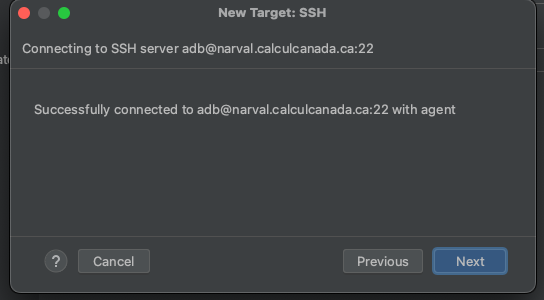 New Target: SSH
Connecting to SSH server adb@narval.calculcanada.ca:22
Successfully connected to adb@narval.calculcanada.ca:22 with agent
? Cancel Previous Next